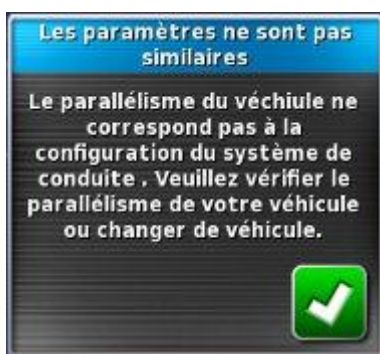 Les paramètres ne sont pas
similaires
Le parallélisme du véchiule ne
correspond pas à la
configuration du système de
conduite . Veuillez vérifier le
parallélisme de votre véhicule
ou changer de véhicule.